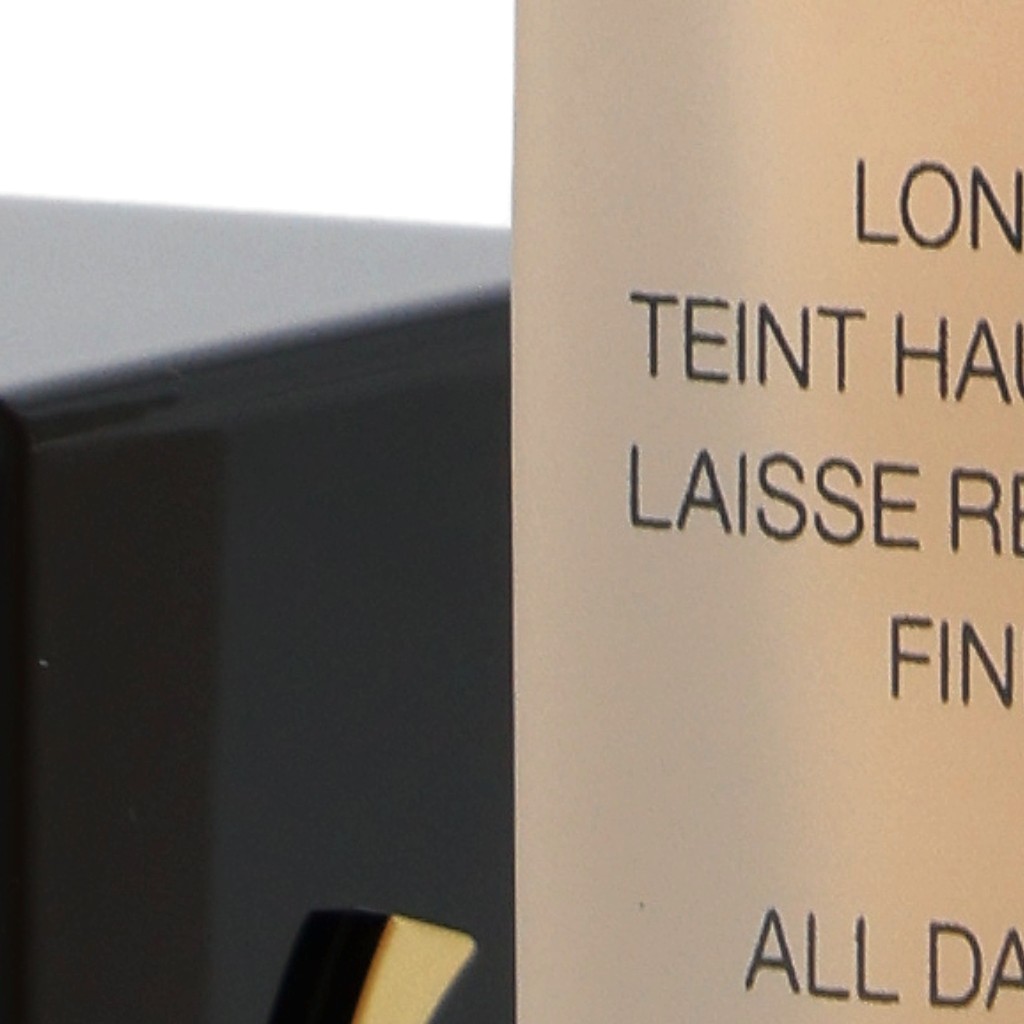 LON
TEINT HAU
LAISSE RE
FIN
ALL DA